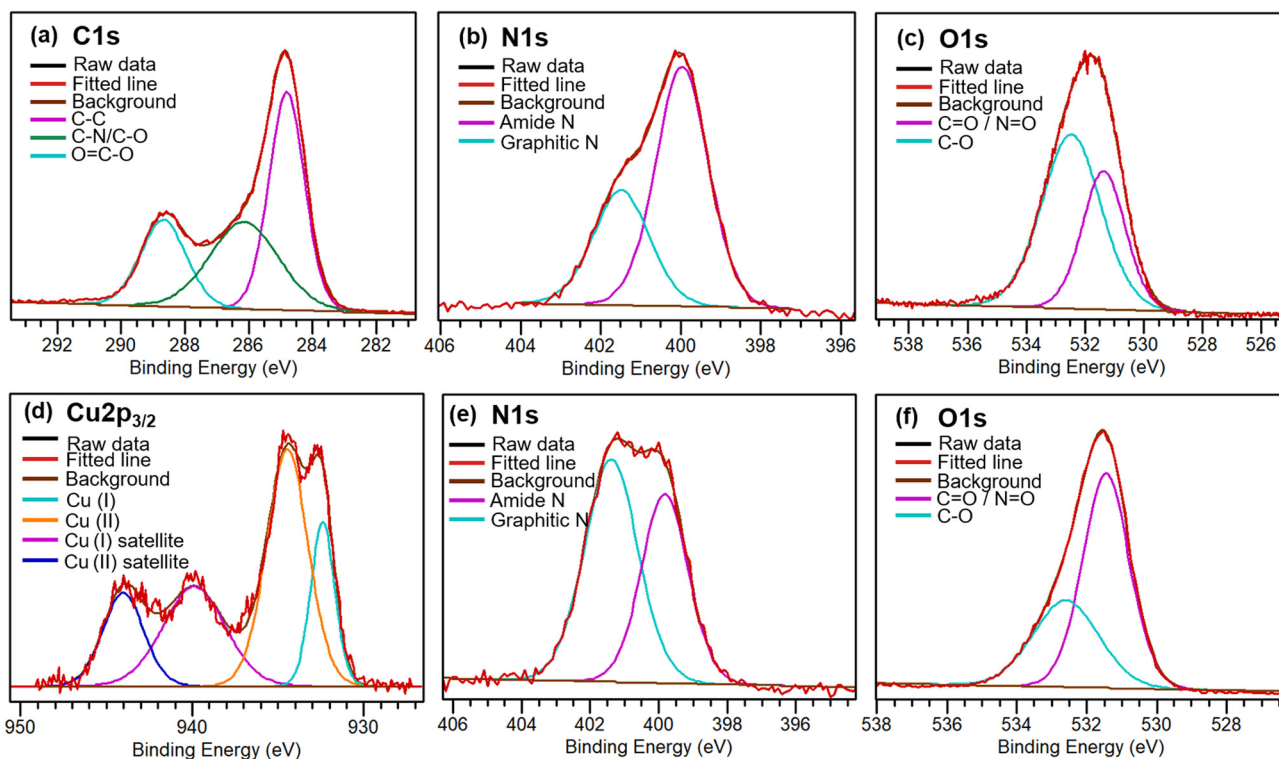 (a) C1s
Raw data
Fitted line
Background
C-C
C-N/C-O
O=C-O
292 290 288 286 284 282
Binding Energy (eV)
(b) N1s
Raw data
Fitted line
Background
Amide N
Graphitic N
406 404 402 400 398 396
Binding Energy (eV)
(c) O1s
Raw data
Fitted line
Background
C=O / N=O
C-O
538 536 534 532 530 528 526
Binding Energy (eV)
(d) Cu2p3/2
Raw data
Fitted line
Background
Cu (I)
Cu (II)
Cu (I) satellite
Cu (II) satellite
950 940 930
Binding Energy (eV)
(e) N1s
Raw data
Fitted line
Background
Amide N
Graphitic N
406 404 402 400 398 396
Binding Energy (eV)
(f) O1s
Raw data
Fitted line
Background
C=O / N=O
C-O
538 536 534 532 530 528
Binding Energy (eV)